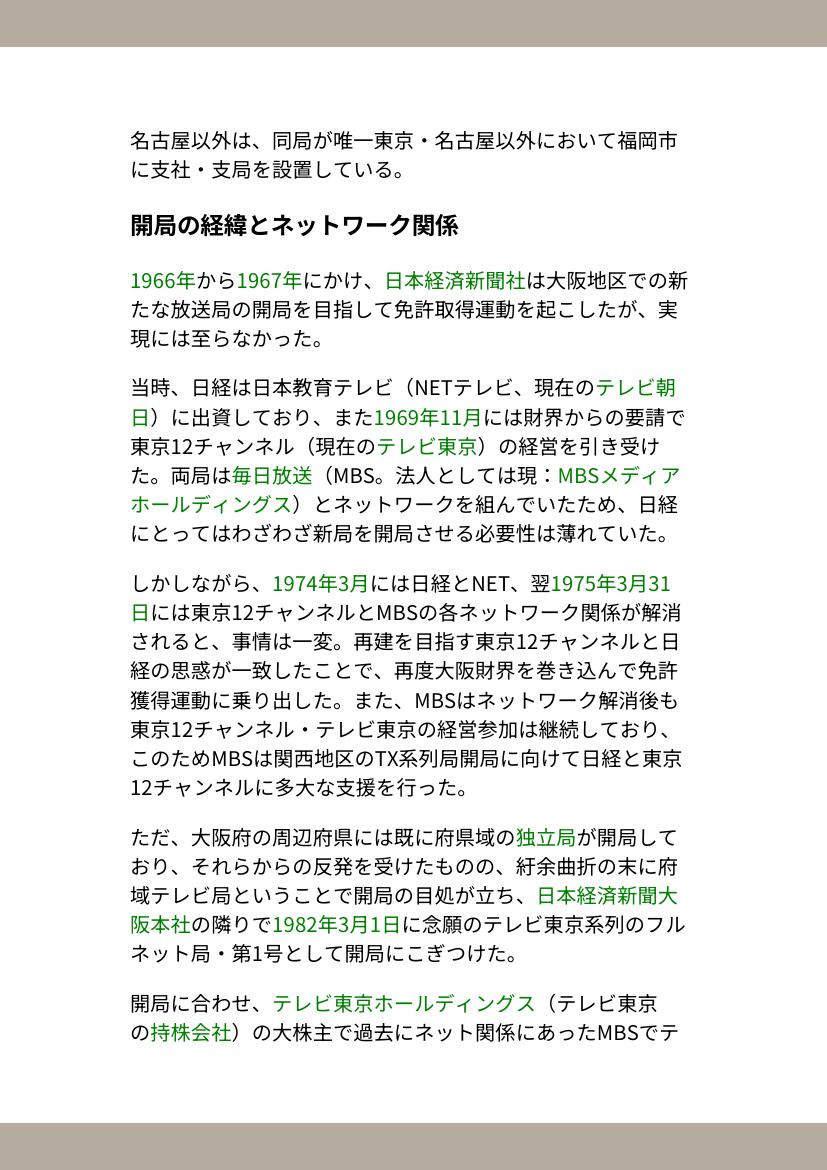 名古屋以外は、同局が唯一東京・名古屋以外において福岡市
に支社・支局を設置している。
開局の経緯とネットワーク関係
1966年から1967年にかけ、日本経済新聞社は大阪地区での新
たな放送局の開局を目指して免許取得運動を起こしたが、実
現には至らなかった。
当時、日経は日本教育テレビ（NETテレビ、現在のテレビ朝
日）に出資しており、また1969年11月には財界からの要請で
東京12チャンネル（現在のテレビ東京）の経営を引き受け
た。両局は毎日放送（MBS。法人としては現：MBSメディア
ホールディングス）とネットワークを組んでいたため、日経
にとってはわざわざ新局を開局させる必要性は薄れていた。
しかしながら、1974年3月には日経とNET、翌1975年3月31
日には東京12チャンネルとMBSの各ネットワーク関係が解消
されると、事情は一変。再建を目指す東京12チャンネルと日
経の思惑が一致したことで、再度大阪財界を巻き込んで免許
獲得運動に乗り出した。また、MBSはネットワーク解消後も
東京12チャンネル・テレビ東京の経営参加は継続しており、
このためMBSは関西地区のTX系列局開局に向けて日経と東京
12チャンネルに多大な支援を行った。
ただ、大阪府の周辺府県には既に府県域の独立局が開局して
おり、それらからの反発を受けたものの、紆余曲折の末に府
域テレビ局ということで開局の目処が立ち、日本経済新聞大
阪本社の隣りで1982年3月1日に念願のテレビ東京系列のフル
ネット局・第1号として開局にこぎつけた。
開局に合わせ、テレビ東京ホールディングス（テレビ東京
の持株会社）の大株主で過去にネット関係にあったMBSでテ